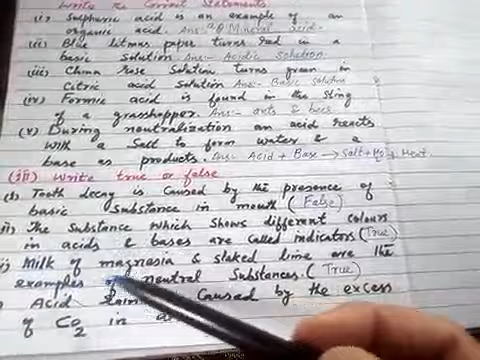 Write the Correct Statements
(i) Sulphuric acid is an example of an
organic acid. Ans- Mineral acid.
(ii) Blue litmus paper turns red in a
basic solution Ans- Acidic Solution.
(iii) China rose Solution turns green in
Citric acid Solution Ans- Basic Solution
(iv) Formic acid is found in the Sting
of a grasshopper. Ans- ants & bees
(v) During neutralization an acid reacts
with a Salt to form water & a
base as products. Ans- Acid + Base → Salt + H2O + Heat.
Write true or false
(i) Tooth decay is Caused by the presence of
basic Substance in mouth (False)
ii) The Substance which shows different colours
in acids & bases are called indicators (True)
i) Milk of magnesia & slaked lime are the
examples of neutral Substances. (True)
Acid rain Caused by the excess
of CO2 in